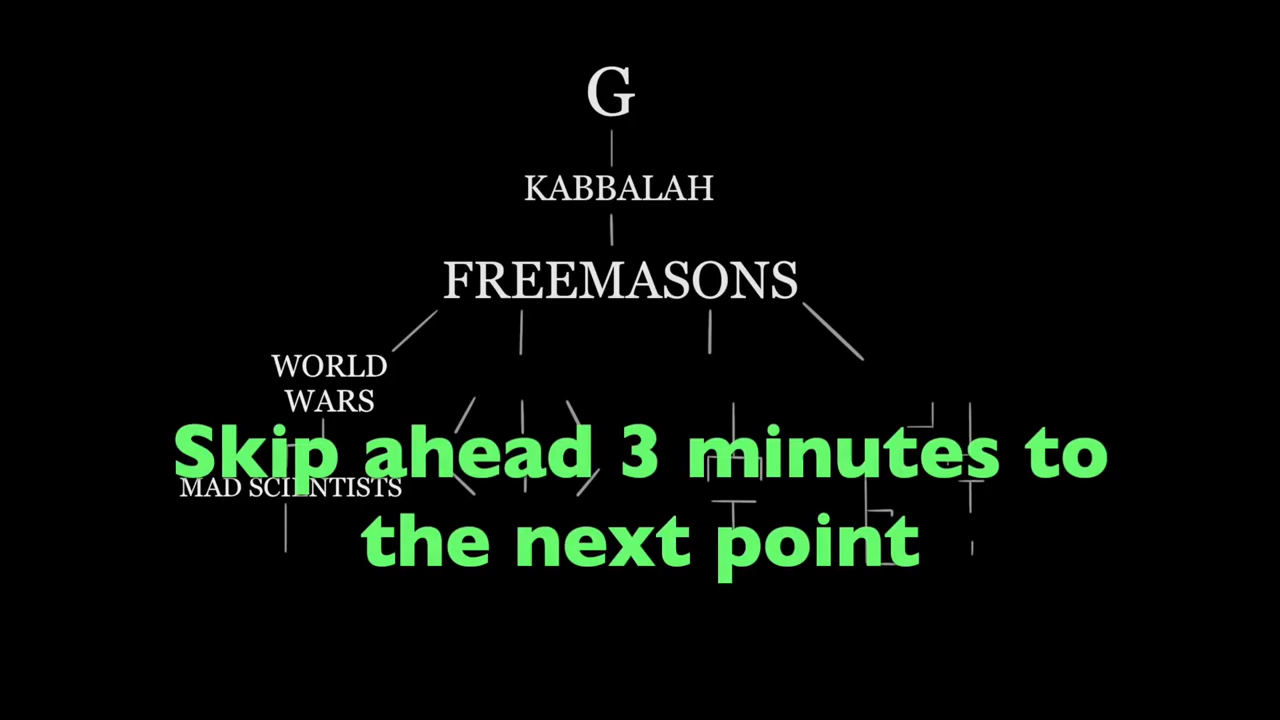 G
KABBALAH
FREEMASONS
WORLD
WARS
Skip ahead 3 minutes to
MAD SCIENTISTS
the next point